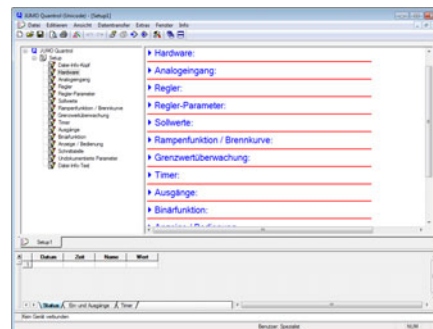 JUMO Quantrol (Unicode) - [Setup1]
Datei Editieren Ansicht Datentransfer Extras Fenster Info
JUMO Quantrol
Setup
Datei-Info-Kopf
Hardware
Analogeingang
Regler
Regler-Parameter
Sollwerte
Rampenfunktion / Brennkurve
Grenzwertüberwachung
Timer
Ausgänge
Binärfunktion
Anzeige / Bedienung
Schnittstelle
Undokumentierte Parameter
Datei-Info-Text
Hardware:
Analogeingang:
Regler:
Regler-Parameter:
Sollwerte:
Rampenfunktion / Brennkurve:
Grenzwertüberwachung:
Timer:
Ausgänge:
Binärfunktion:
Anzeige / Bedienung:
Setup1
Datum Zeit Name Wert
1
Status Ein- und Ausgänge Timer
Kein Gerät verbunden
Benutzer: Spezialist